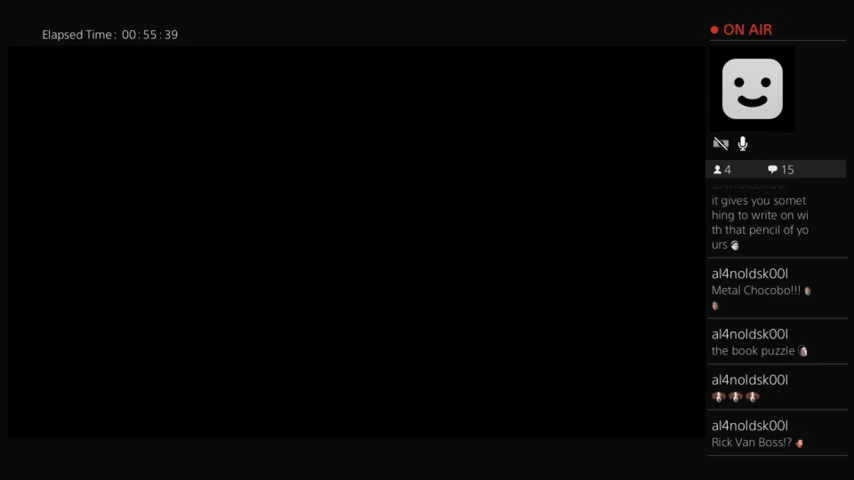 Elapsed Time: 00:55:39
ON AIR
4
15
al4noldsk00l
it gives you somet
hing to write on wi
th that pencil of yo
urs
al4noldsk00l
Metal Chocobo!!!
al4noldsk00l
the book puzzle
al4noldsk00l
al4noldsk00l
Rick Van Boss!?